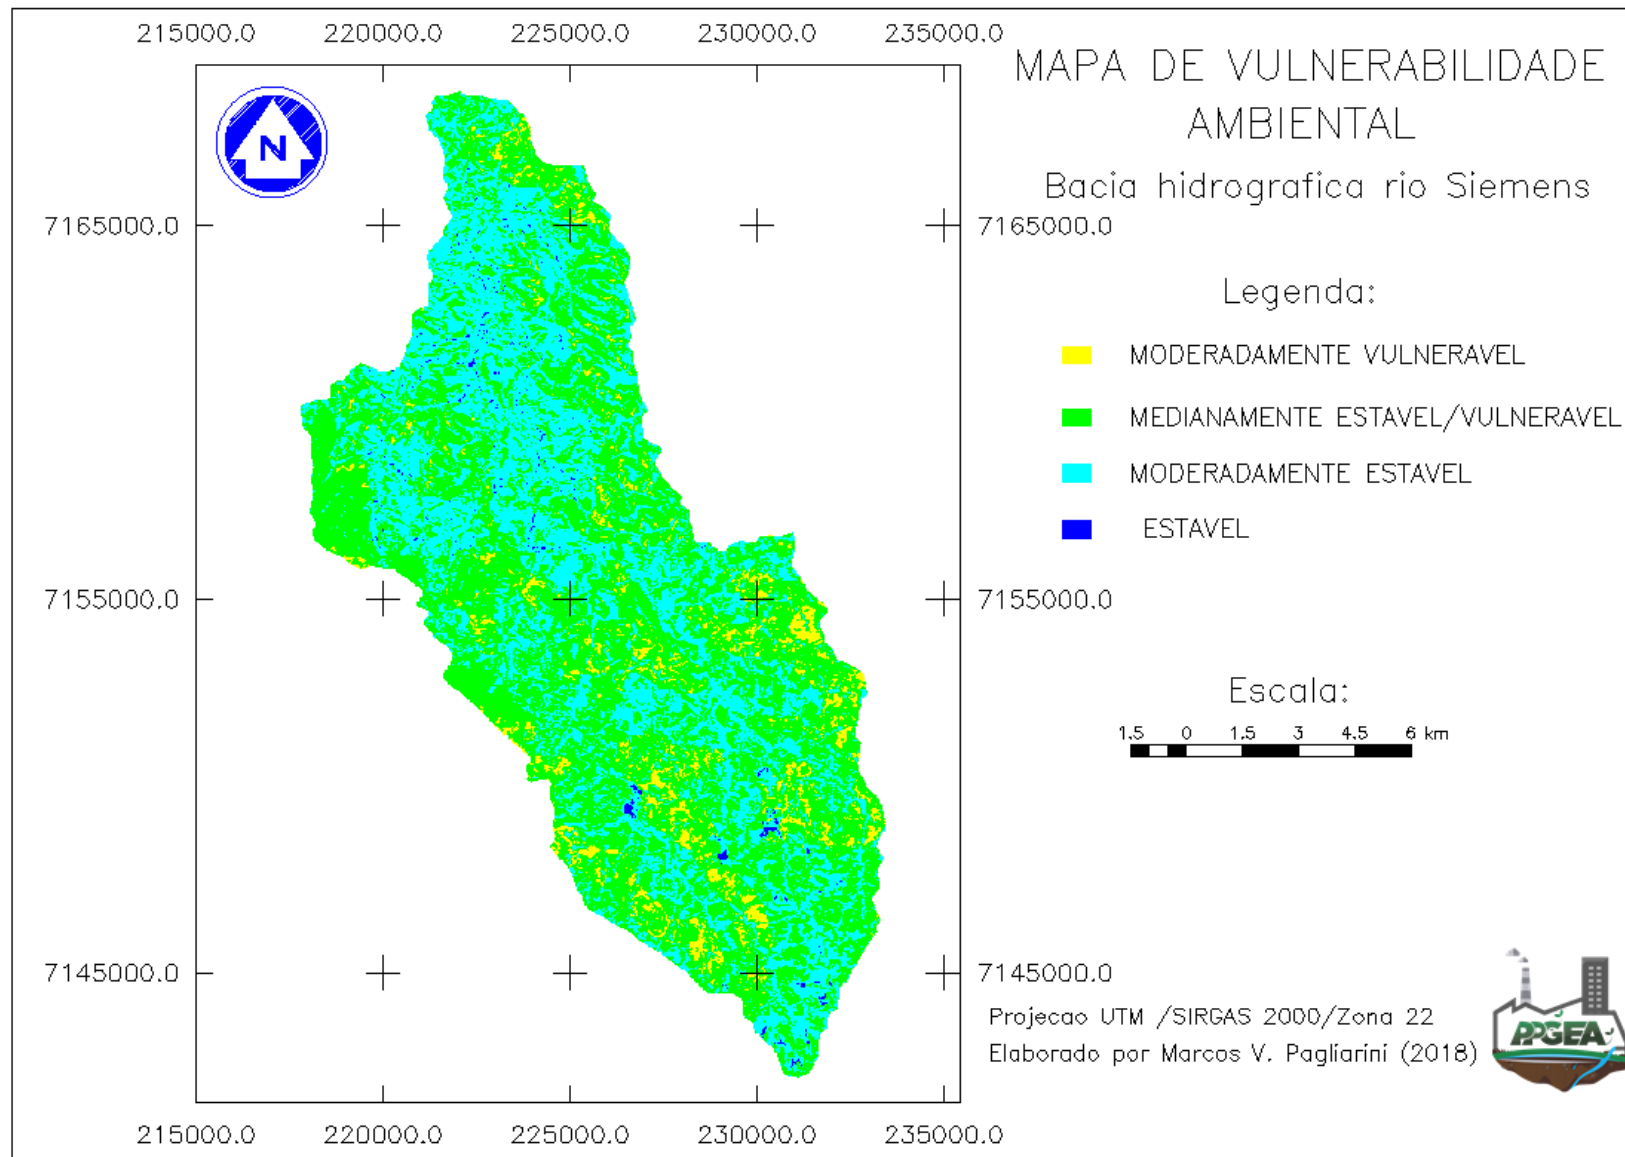 215000.0 220000.0 225000.0 230000.0 235000.0
MAPA DE VULNERABILIDADE
AMBIENTAL
Bacia hidrografica rio Siemens
N
7165000.0 7165000.0
Legenda:
MODERADAMENTE VULNERAVEL
MEDIANAMENTE ESTAVEL/VULNERAVEL
MODERADAMENTE ESTAVEL
ESTAVEL
7155000.0 7155000.0
Escala:
1.5 0 1.5 3 4.5 6 km
7145000.0 7145000.0
Projecao UTM /SIRGAS 2000/Zona 22
Elaborado por Marcos V. Pagliarini (2018)
PPGEA
215000.0 220000.0 225000.0 230000.0 235000.0